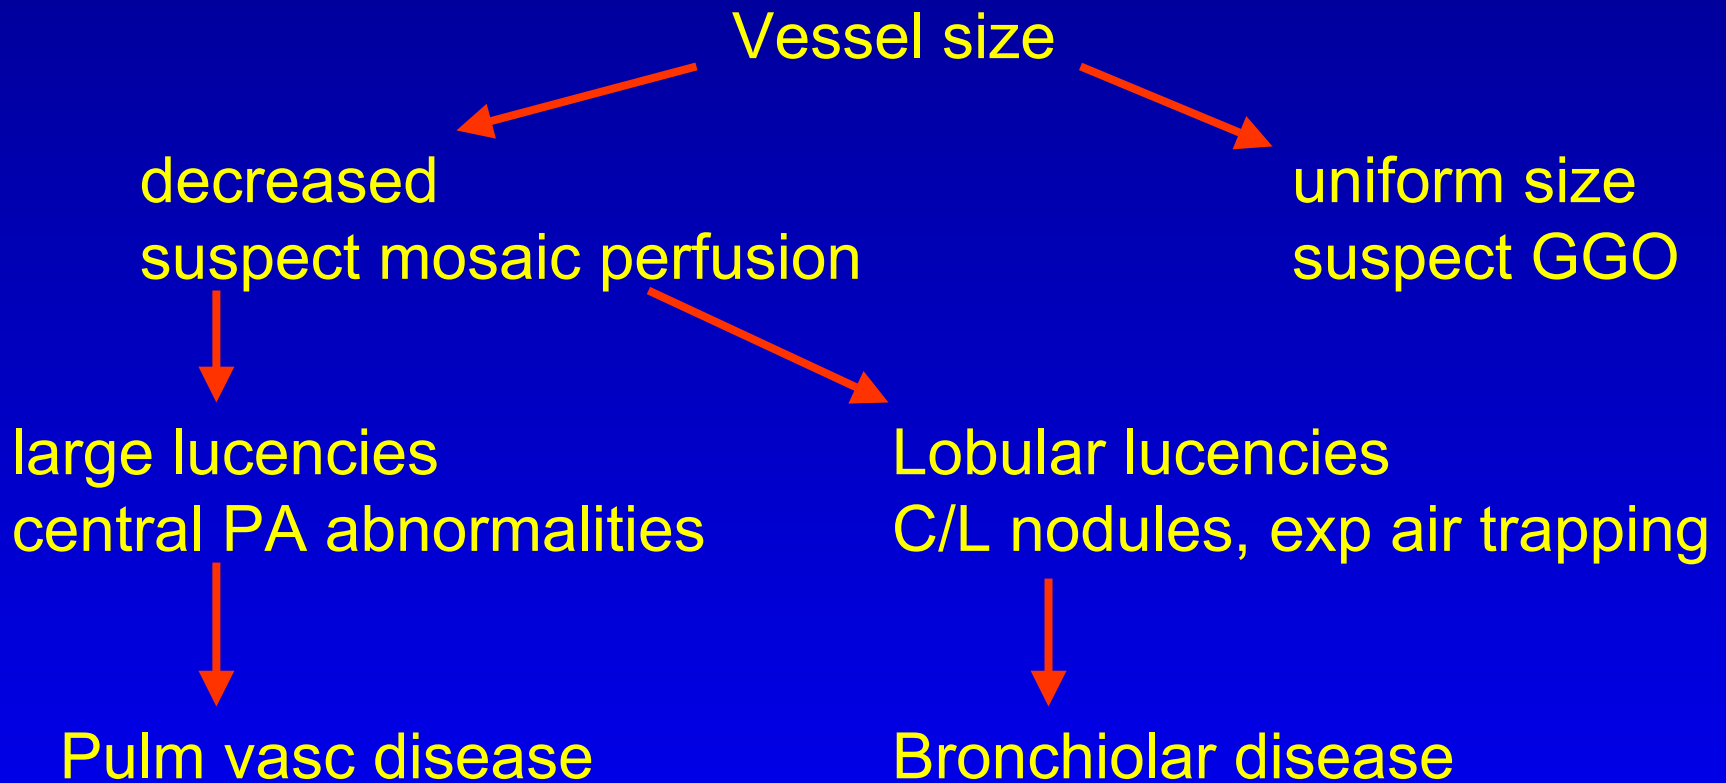 Vessel size
decreased
suspect mosaic perfusion
uniform size
suspect GGO
large lucencies
central PA abnormalities
Lobular lucencies
C/L nodules, exp air trapping
Pulm vasc disease
Bronchiolar disease